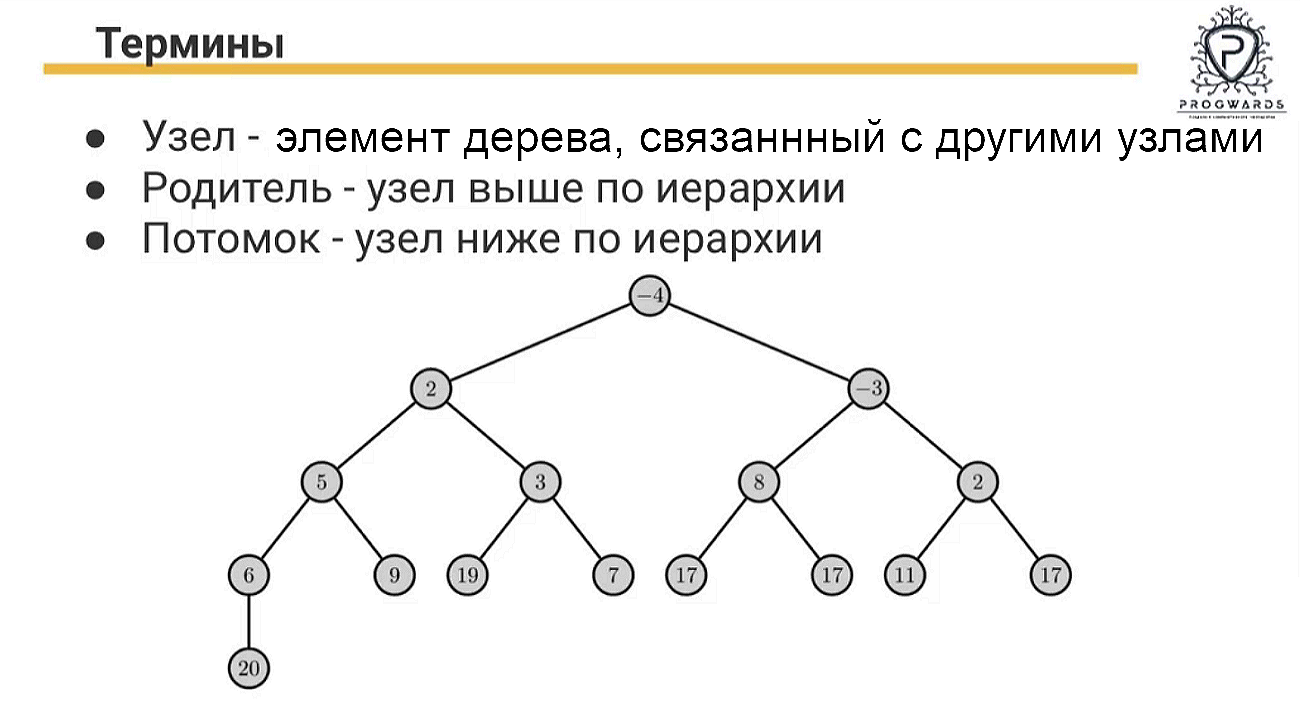 Термины
PROGWARDS
● Узел - элемент дерева, связаннный с другими узлами
● Родитель - узел выше по иерархии
● Потомок - узел ниже по иерархии
−4
2 −3
5 3 8 2
6 9 19 7 17 17 11 17
20